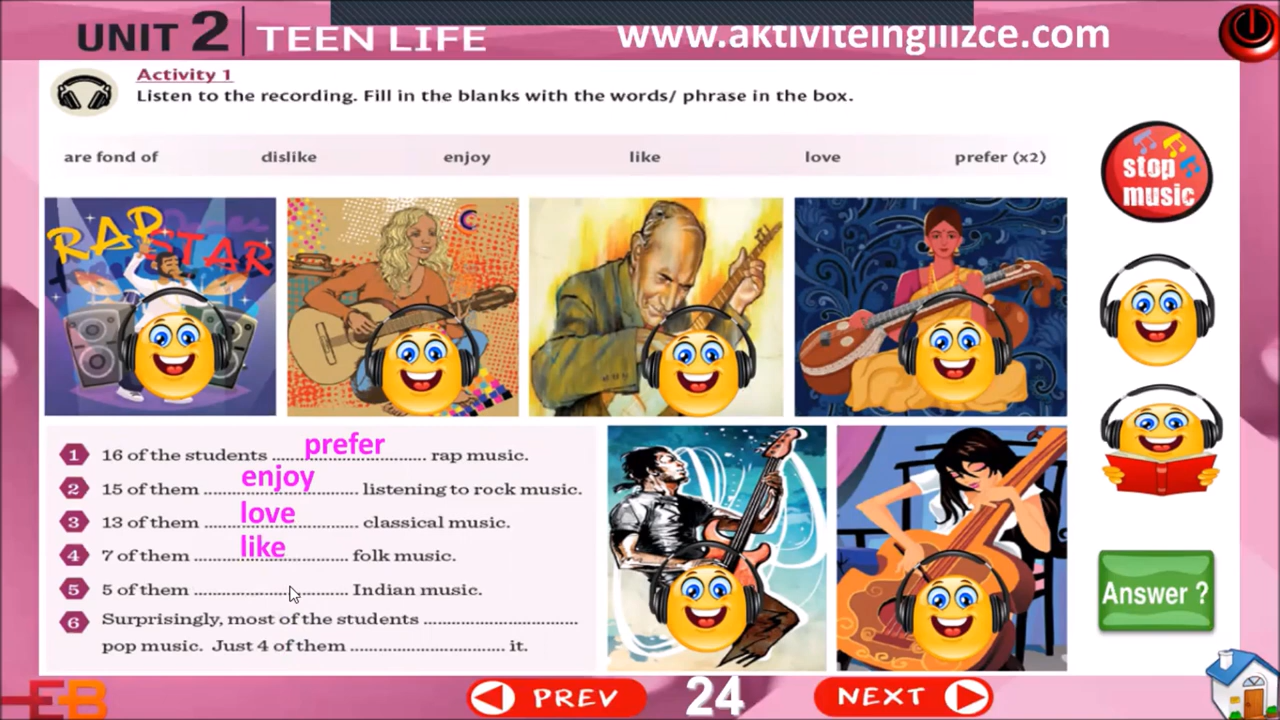 UNIT 2 TEEN LIFE www.aktiviteingilizce.com
Activity 1
Listen to the recording. Fill in the blanks with the words/ phrase in the box.
are fond of dislike enjoy like love prefer (x2)
stop music
RAP STAR
1 16 of the students .......... prefer .......... rap music.
2 15 of them .......... enjoy .......... listening to rock music.
3 13 of them .......... love .......... classical music.
4 7 of them .......... like .......... folk music.
5 5 of them .......... Indian music.
6 Surprisingly, most of the students ..........
pop music. Just 4 of them .......... it.
Answer ?
EB PREV 24 NEXT